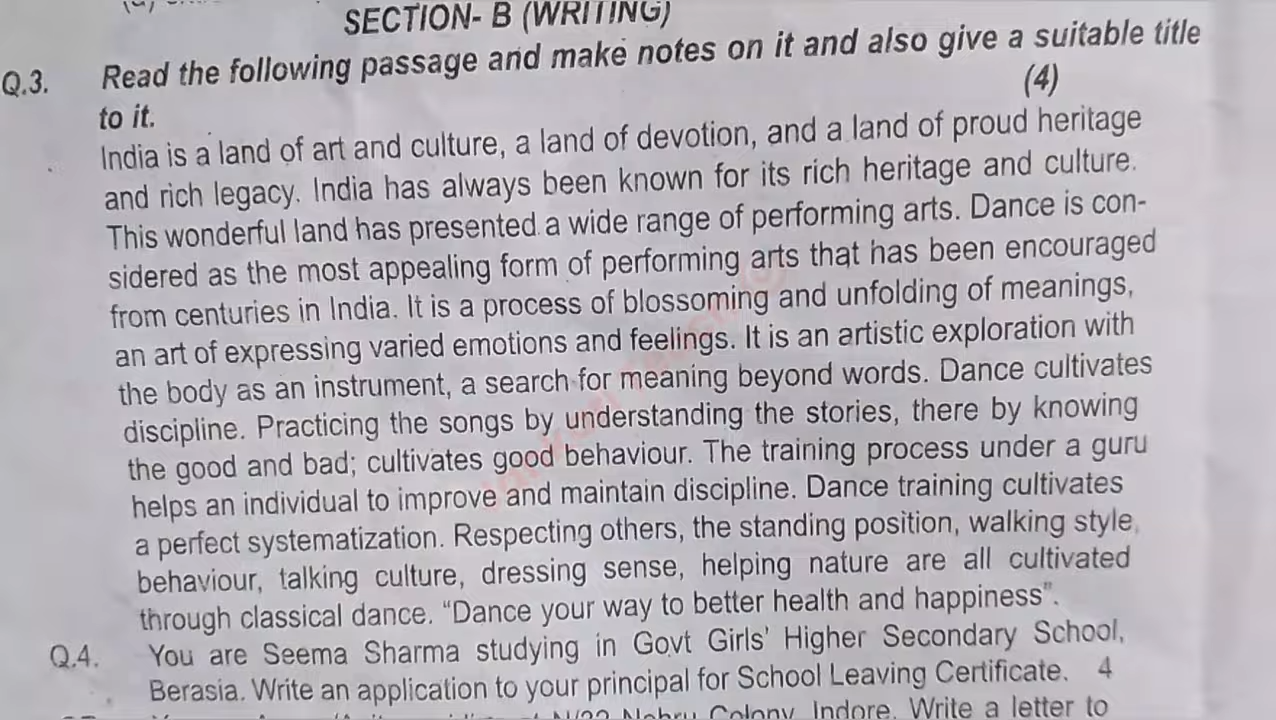 SECTION- B (WRITING)
Q.3. Read the following passage and make notes on it and also give a suitable title
to it. (4)
India is a land of art and culture, a land of devotion, and a land of proud heritage
and rich legacy. India has always been known for its rich heritage and culture.
This wonderful land has presented a wide range of performing arts. Dance is con-
sidered as the most appealing form of performing arts that has been encouraged
from centuries in India. It is a process of blossoming and unfolding of meanings,
an art of expressing varied emotions and feelings. It is an artistic exploration with
the body as an instrument, a search for meaning beyond words. Dance cultivates
discipline. Practicing the songs by understanding the stories, there by knowing
the good and bad; cultivates good behaviour. The training process under a guru
helps an individual to improve and maintain discipline. Dance training cultivates
a perfect systematization. Respecting others, the standing position, walking style,
behaviour, talking culture, dressing sense, helping nature are all cultivated
through classical dance. "Dance your way to better health and happiness".
Q.4. You are Seema Sharma studying in Govt Girls' Higher Secondary School,
Berasia. Write an application to your principal for School Leaving Certificate. 4
Nehru Colony, Indore. Write a letter to